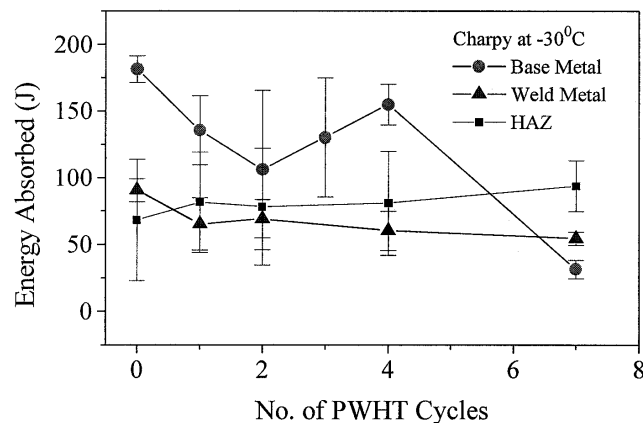 Charpy at -30⁰C
Base Metal
Weld Metal
HAZ
Energy Absorbed (J)
200
150
100
50
0
0 2 4 6 8
No. of PWHT Cycles